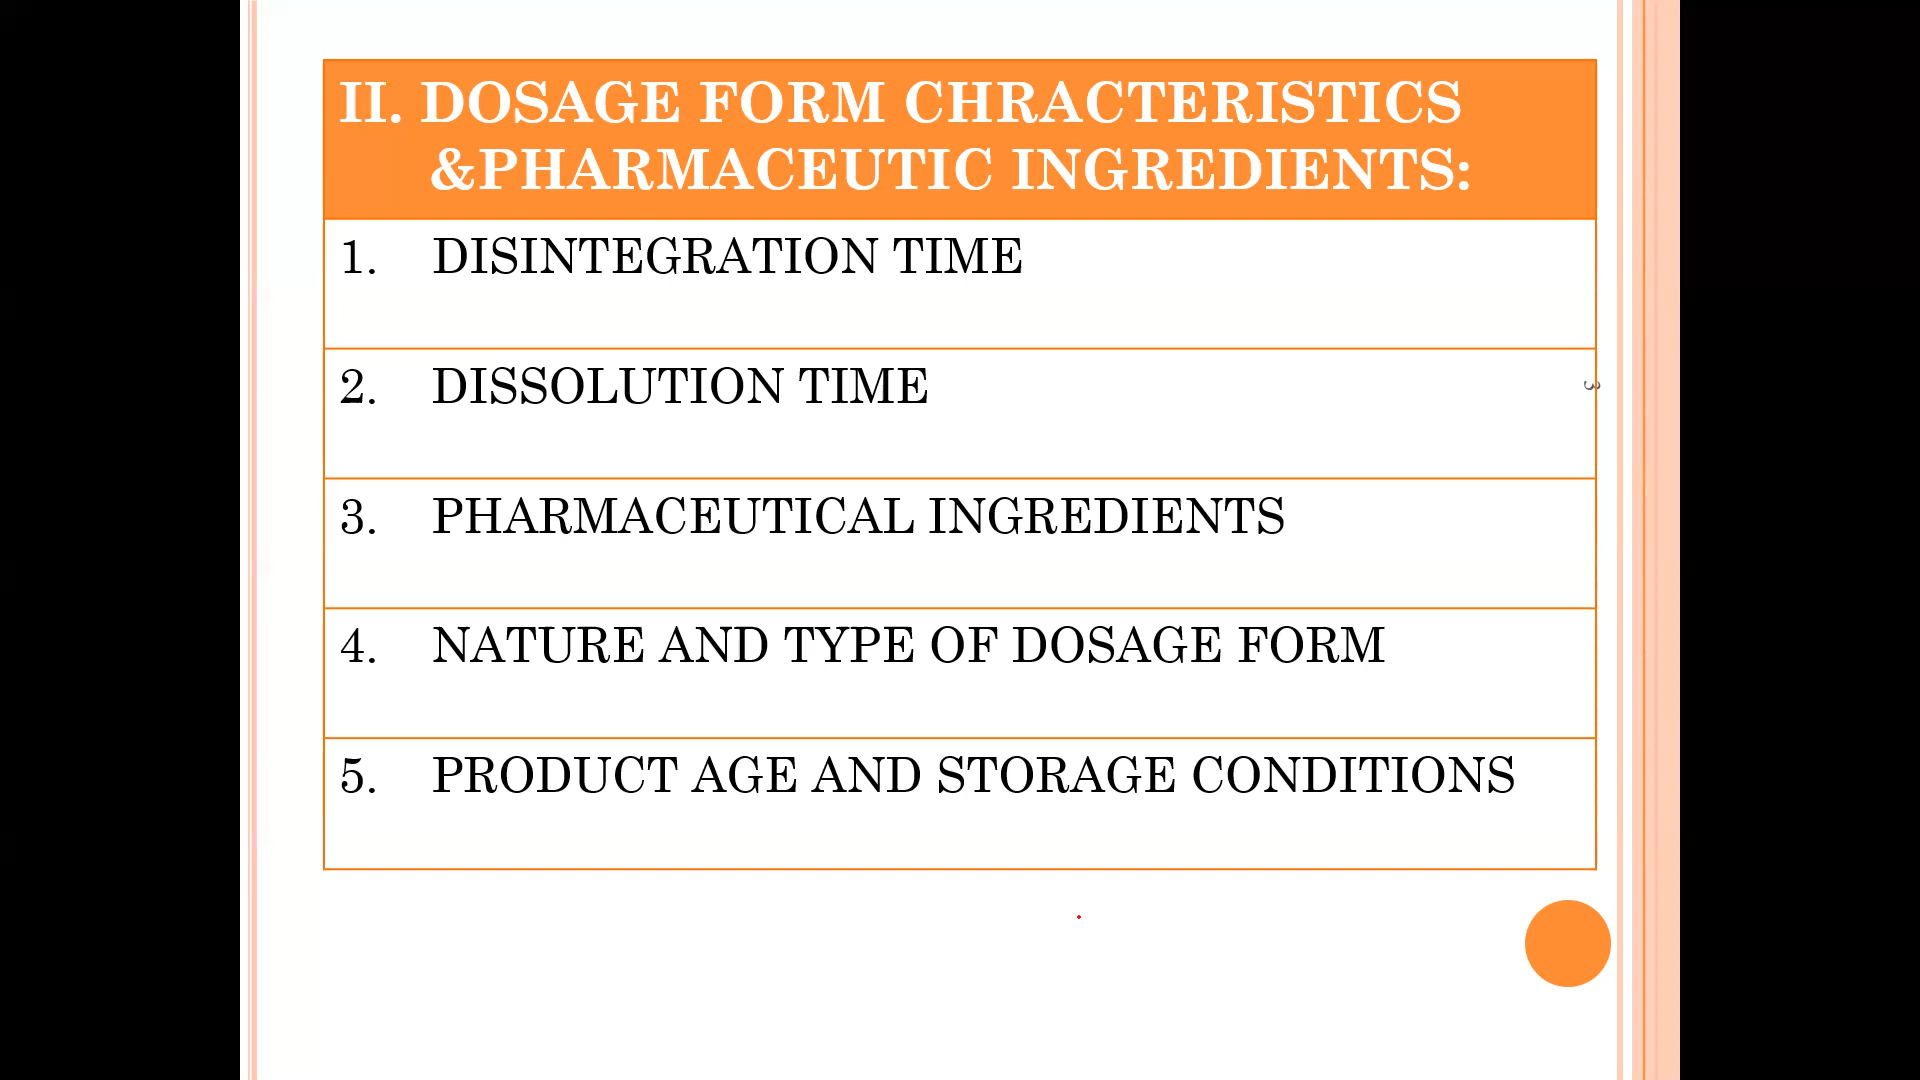 II. DOSAGE FORM CHRACTERISTICS
&PHARMACEUTIC INGREDIENTS:
1. DISINTEGRATION TIME
2. DISSOLUTION TIME
3
3. PHARMACEUTICAL INGREDIENTS
4. NATURE AND TYPE OF DOSAGE FORM
5. PRODUCT AGE AND STORAGE CONDITIONS